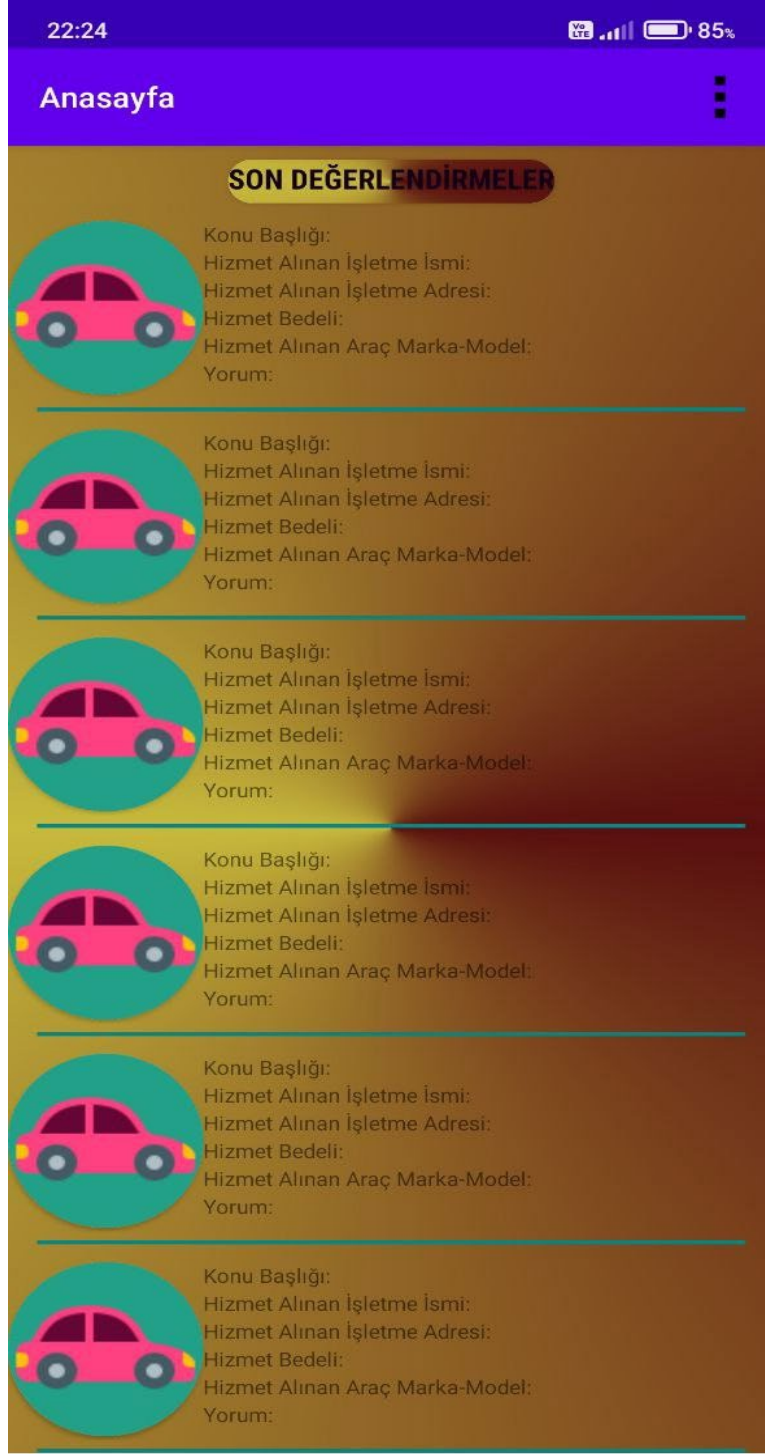 22:24
Vo LTE 85%
Anasayfa
SON DEĞERLENDİRMELER
Konu Başlığı:
Hizmet Alınan İşletme İsmi:
Hizmet Alınan İşletme Adresi:
Hizmet Bedeli:
Hizmet Alınan Araç Marka-Model:
Yorum:
Konu Başlığı:
Hizmet Alınan İşletme İsmi:
Hizmet Alınan İşletme Adresi:
Hizmet Bedeli:
Hizmet Alınan Araç Marka-Model:
Yorum:
Konu Başlığı:
Hizmet Alınan İşletme İsmi:
Hizmet Alınan İşletme Adresi:
Hizmet Bedeli:
Hizmet Alınan Araç Marka-Model:
Yorum:
Konu Başlığı:
Hizmet Alınan İşletme İsmi:
Hizmet Alınan İşletme Adresi:
Hizmet Bedeli:
Hizmet Alınan Araç Marka-Model:
Yorum:
Konu Başlığı:
Hizmet Alınan İşletme İsmi:
Hizmet Alınan İşletme Adresi:
Hizmet Bedeli:
Hizmet Alınan Araç Marka-Model:
Yorum:
Konu Başlığı:
Hizmet Alınan İşletme İsmi:
Hizmet Alınan İşletme Adresi:
Hizmet Bedeli:
Hizmet Alınan Araç Marka-Model:
Yorum: